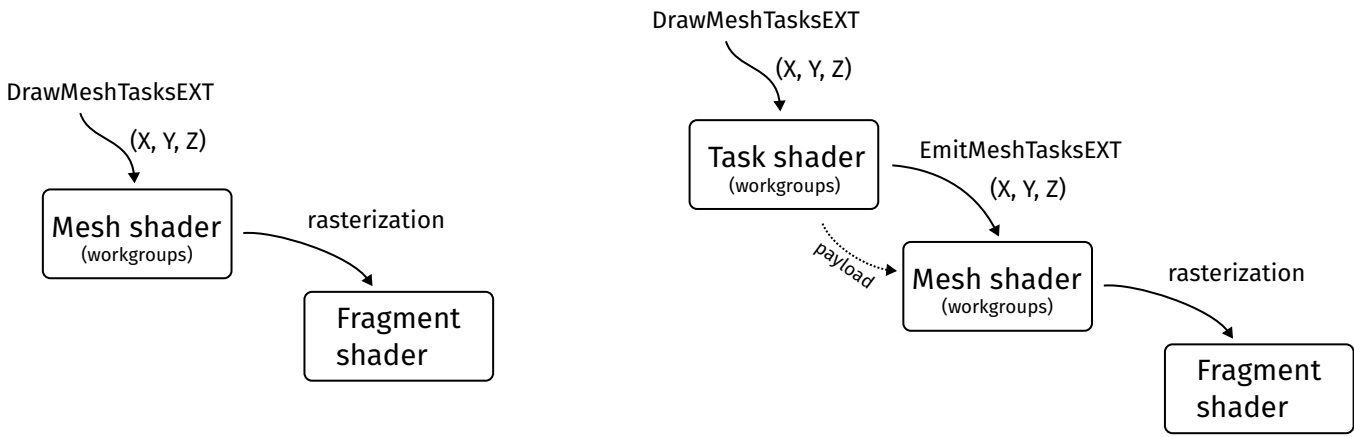 DrawMeshTasksEXT
(X, Y, Z)
Mesh shader
(workgroups)
rasterization
Fragment
shader
DrawMeshTasksEXT
(X, Y, Z)
Task shader
(workgroups)
EmitMeshTasksEXT
(X, Y, Z)
payload
Mesh shader
(workgroups)
rasterization
Fragment
shader